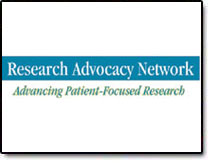 Research Advocacy Network
Advancing Patient-Focused Research